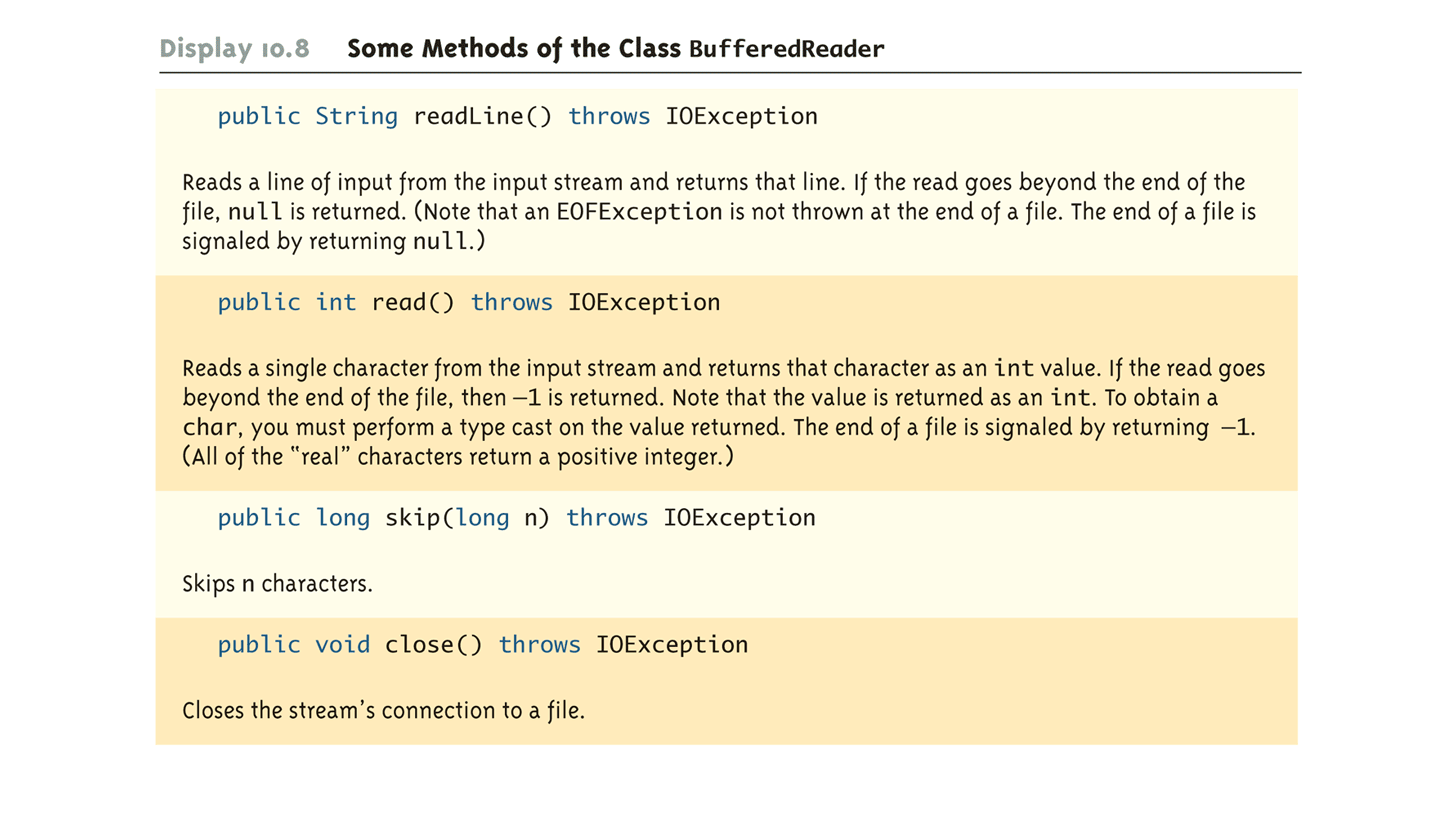 Display 10.8 Some Methods of the Class BufferedReader
public String readLine() throws IOException
Reads a line of input from the input stream and returns that line. If the read goes beyond the end of the
file, null is returned. (Note that an EOFException is not thrown at the end of a file. The end of a file is
signaled by returning null.)
public int read() throws IOException
Reads a single character from the input stream and returns that character as an int value. If the read goes
beyond the end of the file, then –1 is returned. Note that the value is returned as an int. To obtain a
char, you must perform a type cast on the value returned. The end of a file is signaled by returning –1.
(All of the “real” characters return a positive integer.)
public long skip(long n) throws IOException
Skips n characters.
public void close() throws IOException
Closes the stream’s connection to a file.